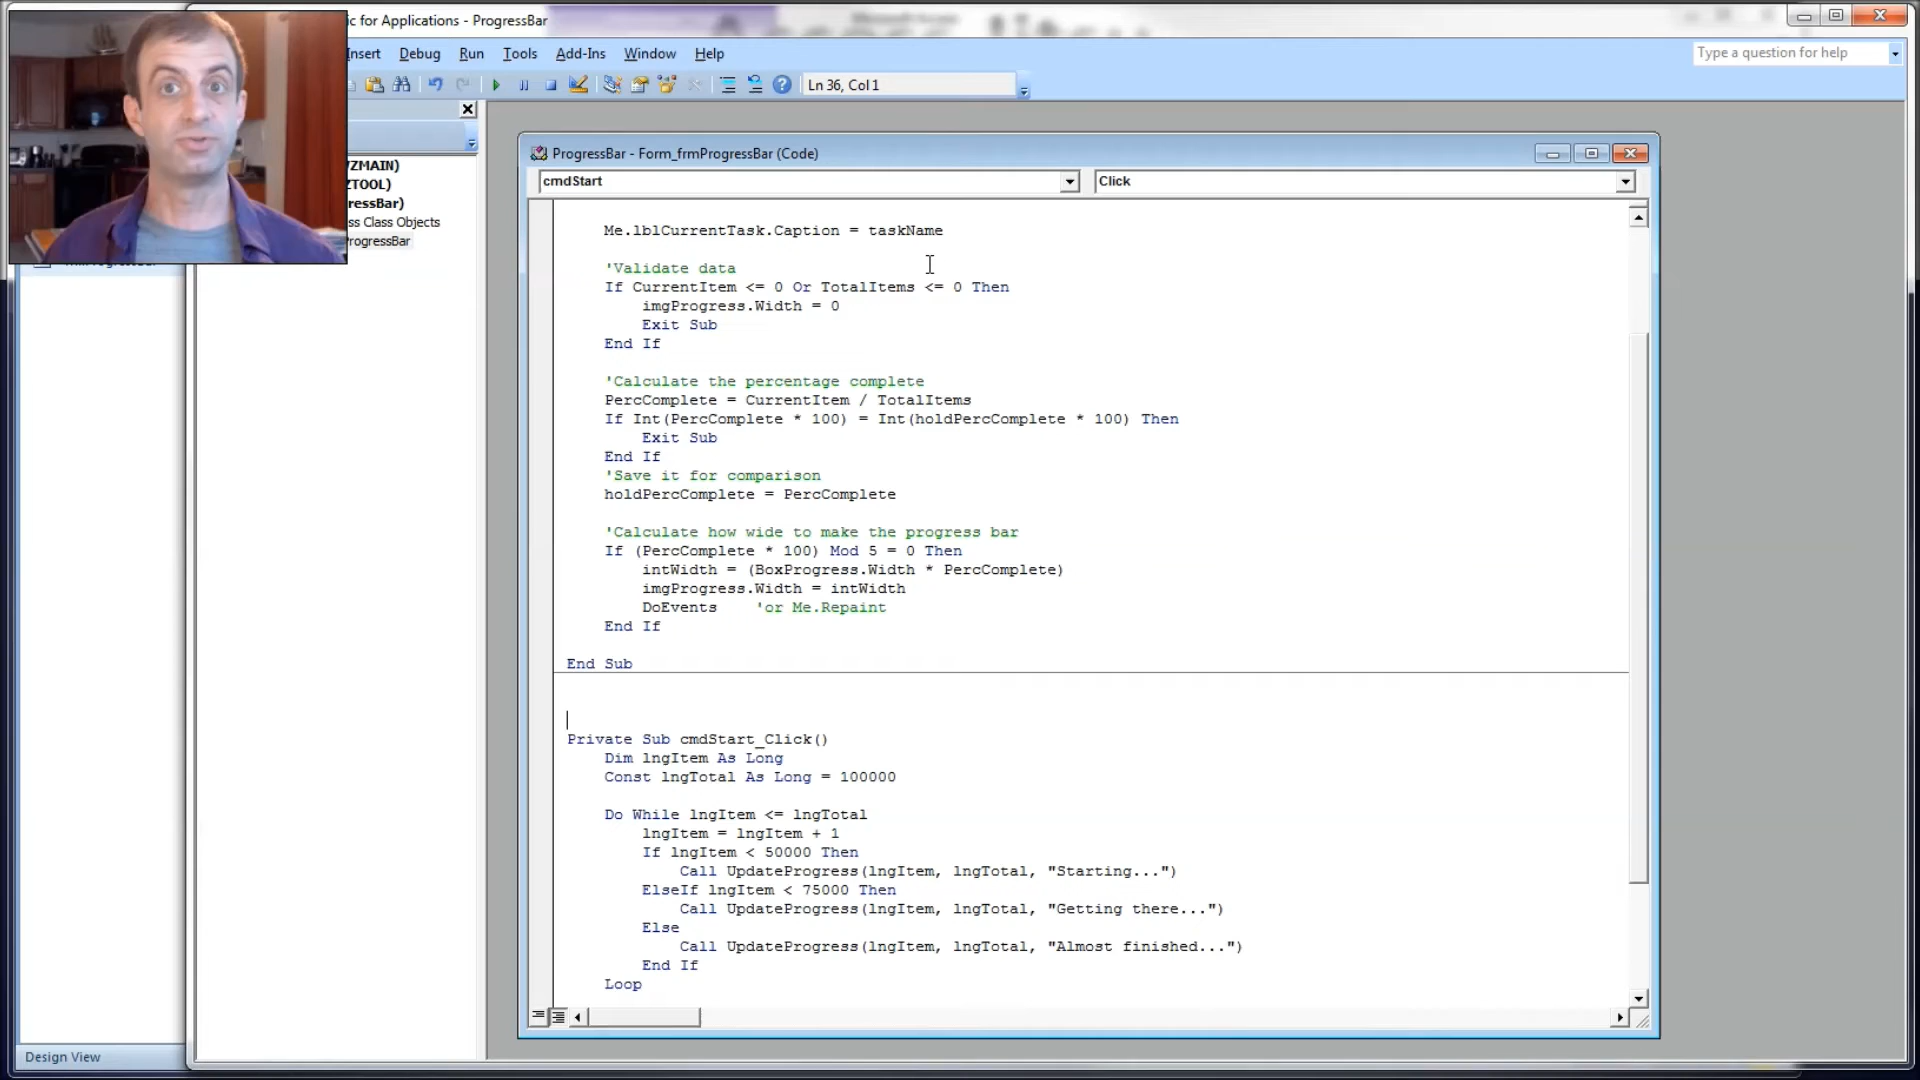 ic for Applications - ProgressBar
Insert Debug Run Tools Add-Ins Window Help
Type a question for help
Ln 36, Col 1
ZMAIN)
ZTOOL)
ressBar)
ss Class Objects
ProgressBar
ProgressBar - Form_frmProgressBar (Code)
cmdStart
Click
Me.lblCurrentTask.Caption = taskName
'Validate data
If CurrentItem <= 0 Or TotalItems <= 0 Then
imgProgress.Width = 0
Exit Sub
End If
'Calculate the percentage complete
PercComplete = CurrentItem / TotalItems
If Int(PercComplete * 100) = Int(holdPercComplete * 100) Then
Exit Sub
End If
'Save it for comparison
holdPercComplete = PercComplete
'Calculate how wide to make the progress bar
If (PercComplete * 100) Mod 5 = 0 Then
intWidth = (BoxProgress.Width * PercComplete)
imgProgress.Width = intWidth
DoEvents 'or Me.Repaint
End If
End Sub
Private Sub cmdStart_Click()
Dim lngItem As Long
Const lngTotal As Long = 100000
Do While lngItem <= lngTotal
lngItem = lngItem + 1
If lngItem < 50000 Then
Call UpdateProgress(lngItem, lngTotal, "Starting...")
ElseIf lngItem < 75000 Then
Call UpdateProgress(lngItem, lngTotal, "Getting there...")
Else
Call UpdateProgress(lngItem, lngTotal, "Almost finished...")
End If
Loop
Design View